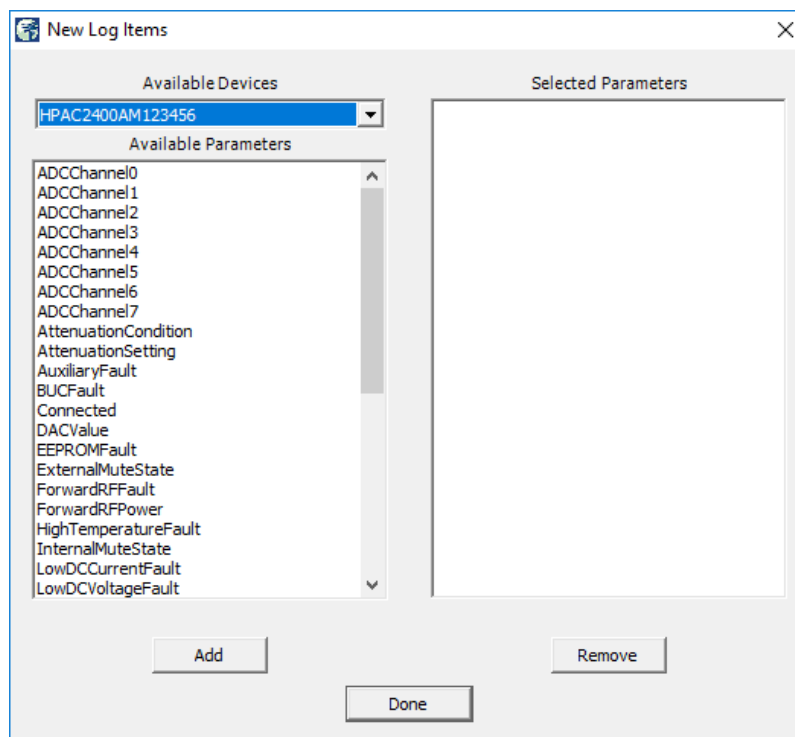 New Log Items
Available Devices
HPAC2400AM123456
Available Parameters
ADCChannel0
ADCChannel1
ADCChannel2
ADCChannel3
ADCChannel4
ADCChannel5
ADCChannel6
ADCChannel7
AttenuationCondition
AttenuationSetting
AuxiliaryFault
BUCFault
Connected
DACValue
EEPROMFault
ExternalMuteState
ForwardRFFault
ForwardRFPower
HighTemperatureFault
InternalMuteState
LowDCCurrentFault
LowDCVoltageFault
Add
Selected Parameters
Remove
Done